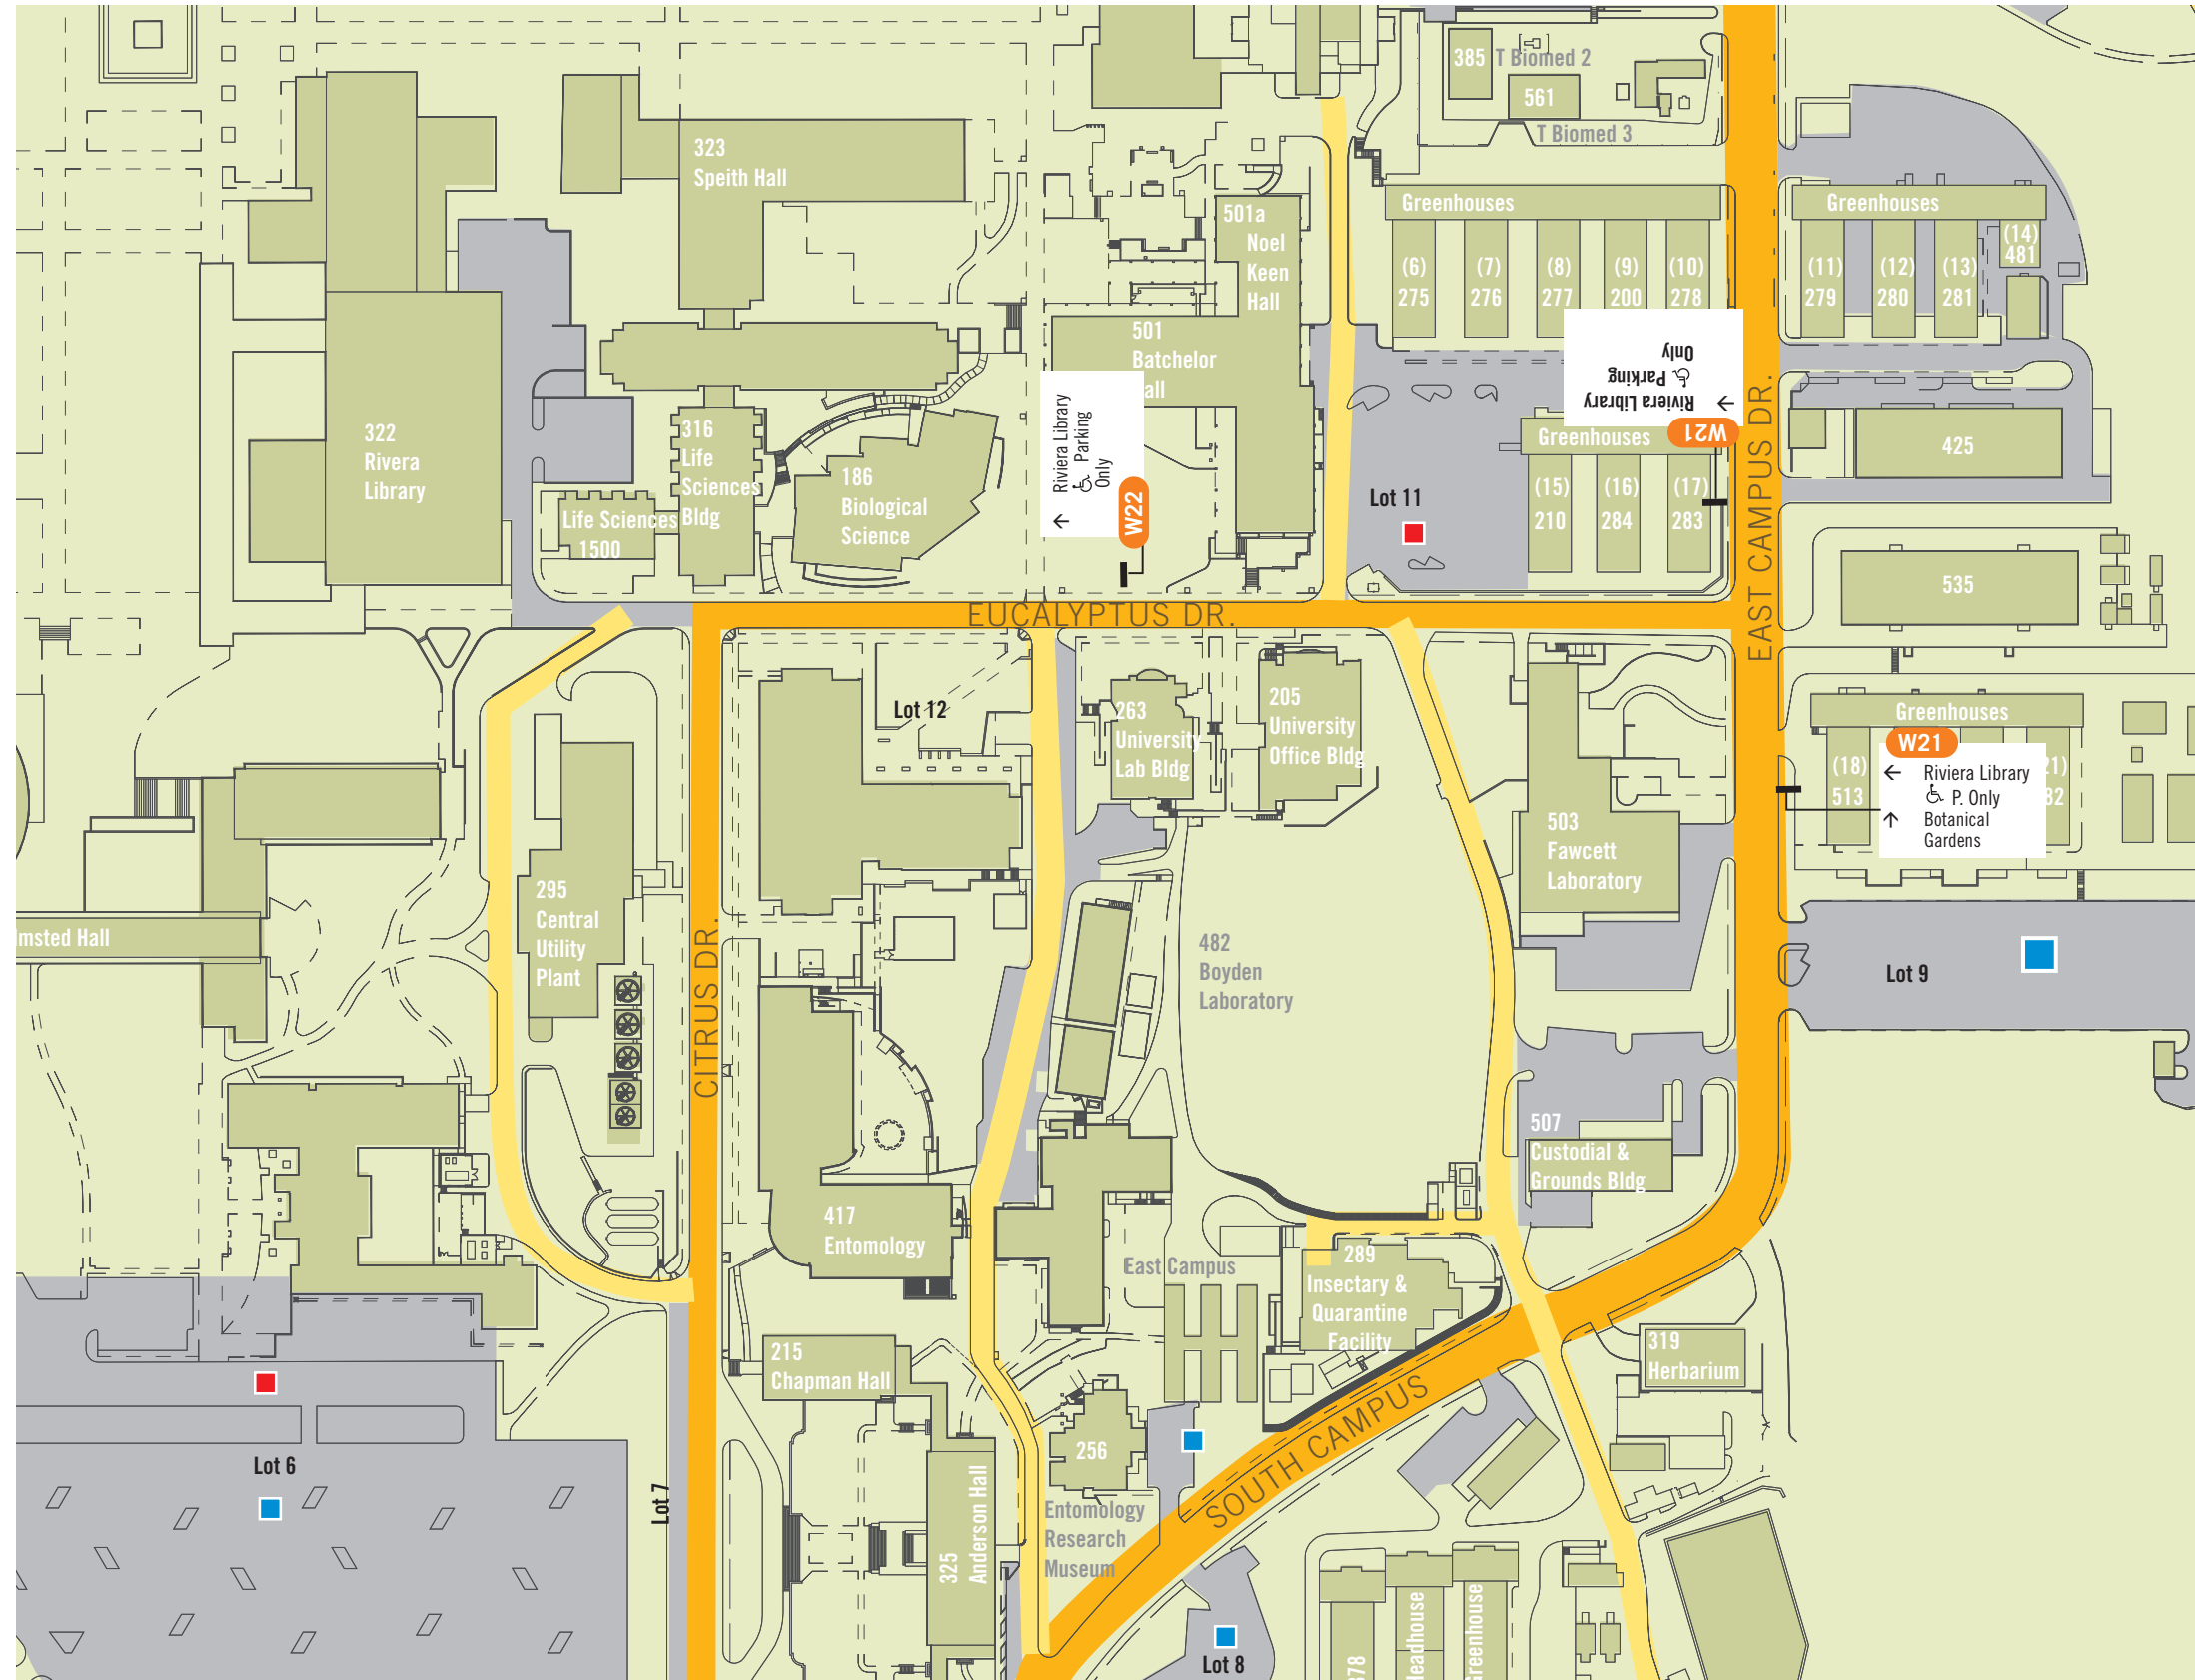 385 T Biomed 2
561
T Biomed 3
323
Speith Hall
501a
Noel
Keen
Hall
Greenhouses
(6)
275
(7)
276
(8)
277
(9)
200
(10)
278
Greenhouses
(11)
279
(12)
280
(13)
281
(14)
481
501
Batchelor
all
Riviera Library
Parking
Only
W22
Riviera Library
Parking
Only
W21
322
Rivera
Library
316
Life
Sciences
Bldg
Life Sciences
1500
186
Biological
Science
Lot 11
Greenhouses
(15)
210
(16)
284
(17)
283
425
535
EUCALYPTUS DR.
EAST CAMPUS DR.
Lot 12
263
University
Lab Bldg
205
University
Office Bldg
503
Fawcett
Laboratory
Greenhouses
(18)
513
21)
82
W21
Riviera Library
P. Only
Botanical
Gardens
295
Central
Utility
Plant
lmsted Hall
CITRUS DR.
482
Boyden
Laboratory
Lot 9
507
Custodial &
Grounds Bldg
417
Entomology
East Campus
289
Insectary &
Quarantine
Facility
215
Chapman Hall
319
Herbarium
256
Entomology
Research
Museum
SOUTH CAMPUS
Lot 6
Lot 7
325
Anderson Hall
Lot 8
378
Headhouse
Greenhouse